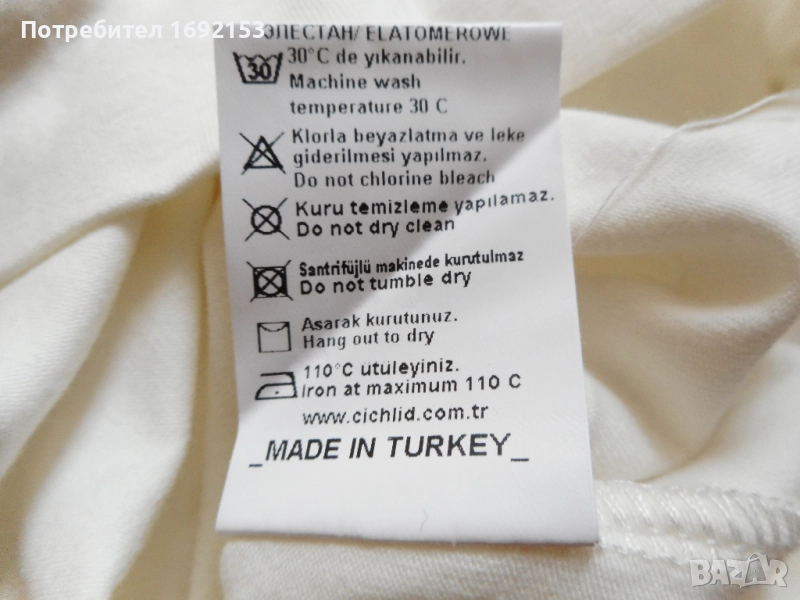 Потребител 1692153
ЭЛЕСТАН/ ELATOMEROWE
30
30°C de yıkanabilir.
Machine wash
temperature 30 C
Klorla beyazlatma ve leke
giderilmesi yapılmaz.
Do not chlorine bleach
Kuru temizleme yapılamaz.
Do not dry clean
Santrifüjlü makinede kurutulmaz
Do not tumble dry
Asarak kurutunuz.
Hang out to dry
110°C ütüleyiniz.
Iron at maximum 110 C
www.cichlid.com.tr
_MADE IN TURKEY_
BAZAR